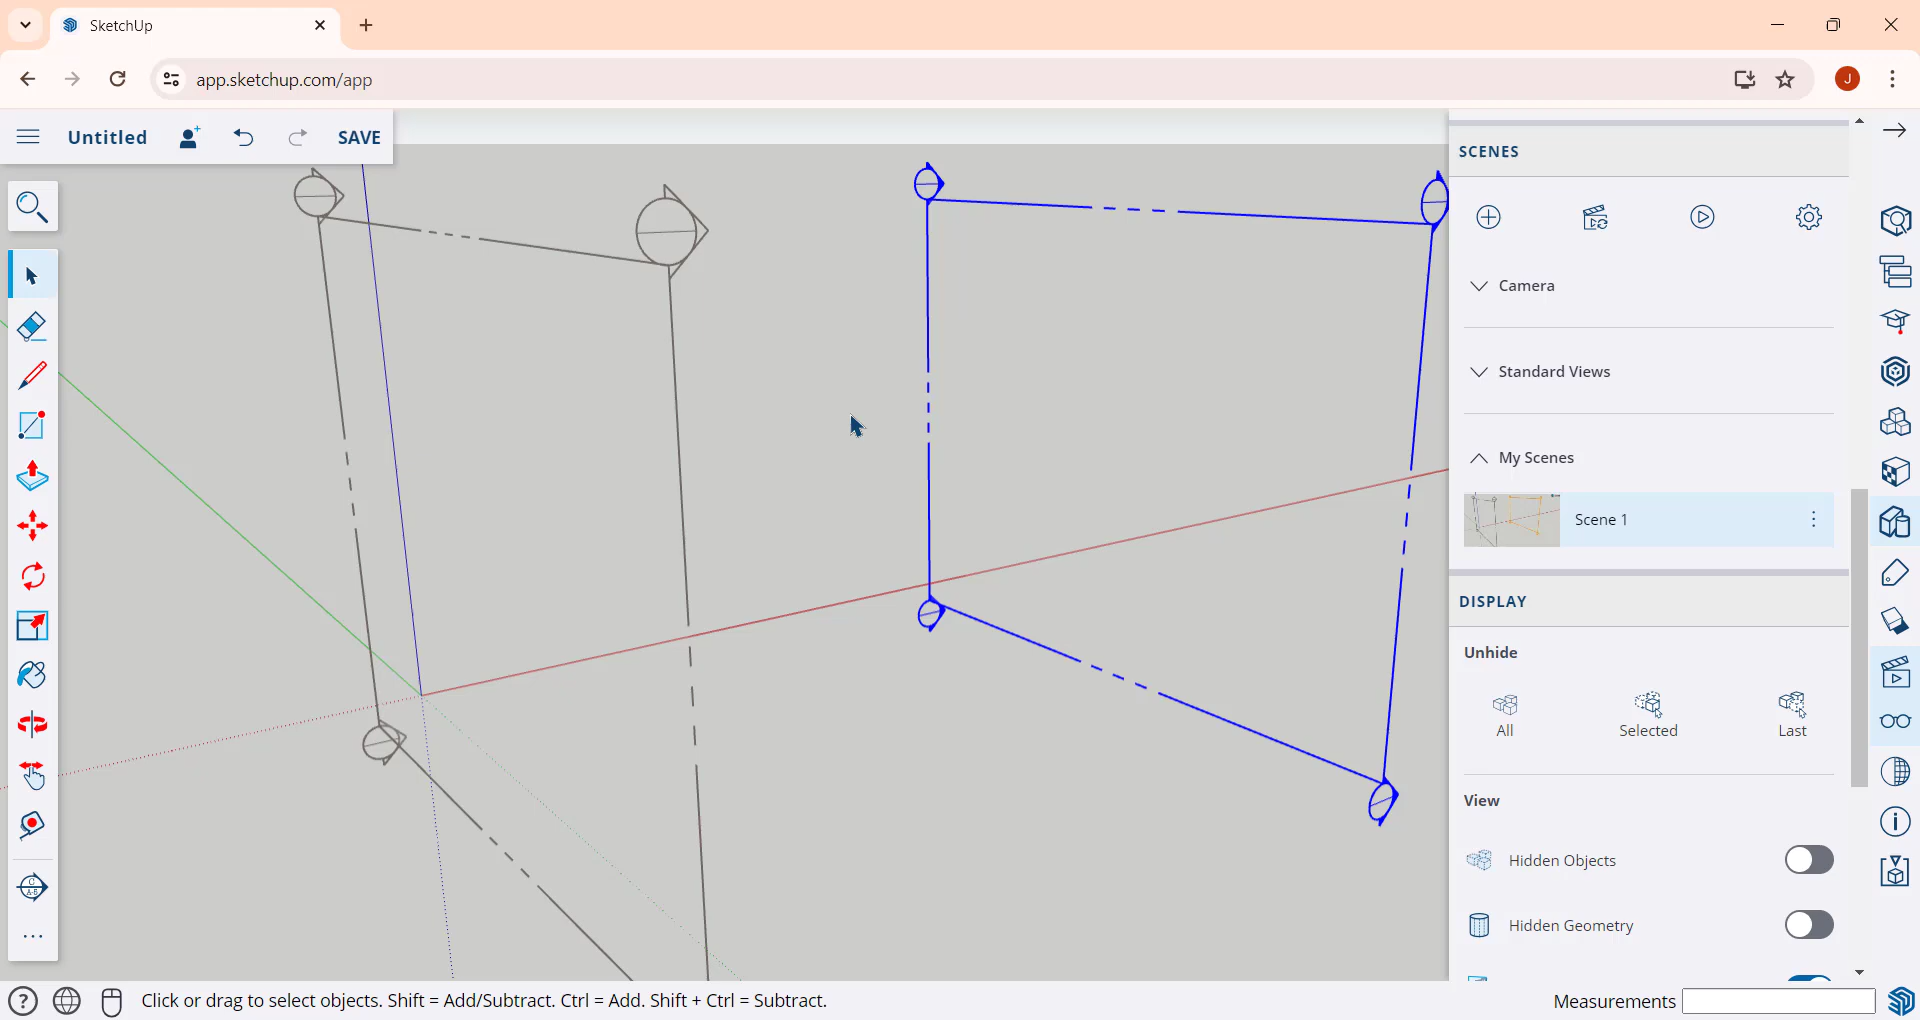 SketchUp
app.sketchup.com/app
J
Untitled
SAVE
SCENES
Camera
Standard Views
My Scenes
Scene 1
DISPLAY
Unhide
All
Selected
Last
View
Hidden Objects
Hidden Geometry
C
A-5
Click or drag to select objects. Shift = Add/Subtract. Ctrl = Add. Shift + Ctrl = Subtract.
Measurements